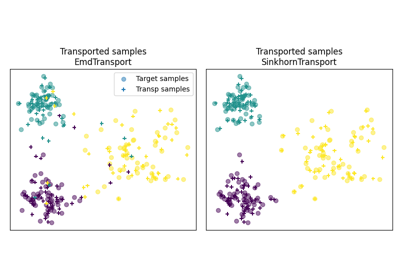 Transported samples
EmdTransport
Target samples
Transp samples
Transported samples
SinkhornTransport